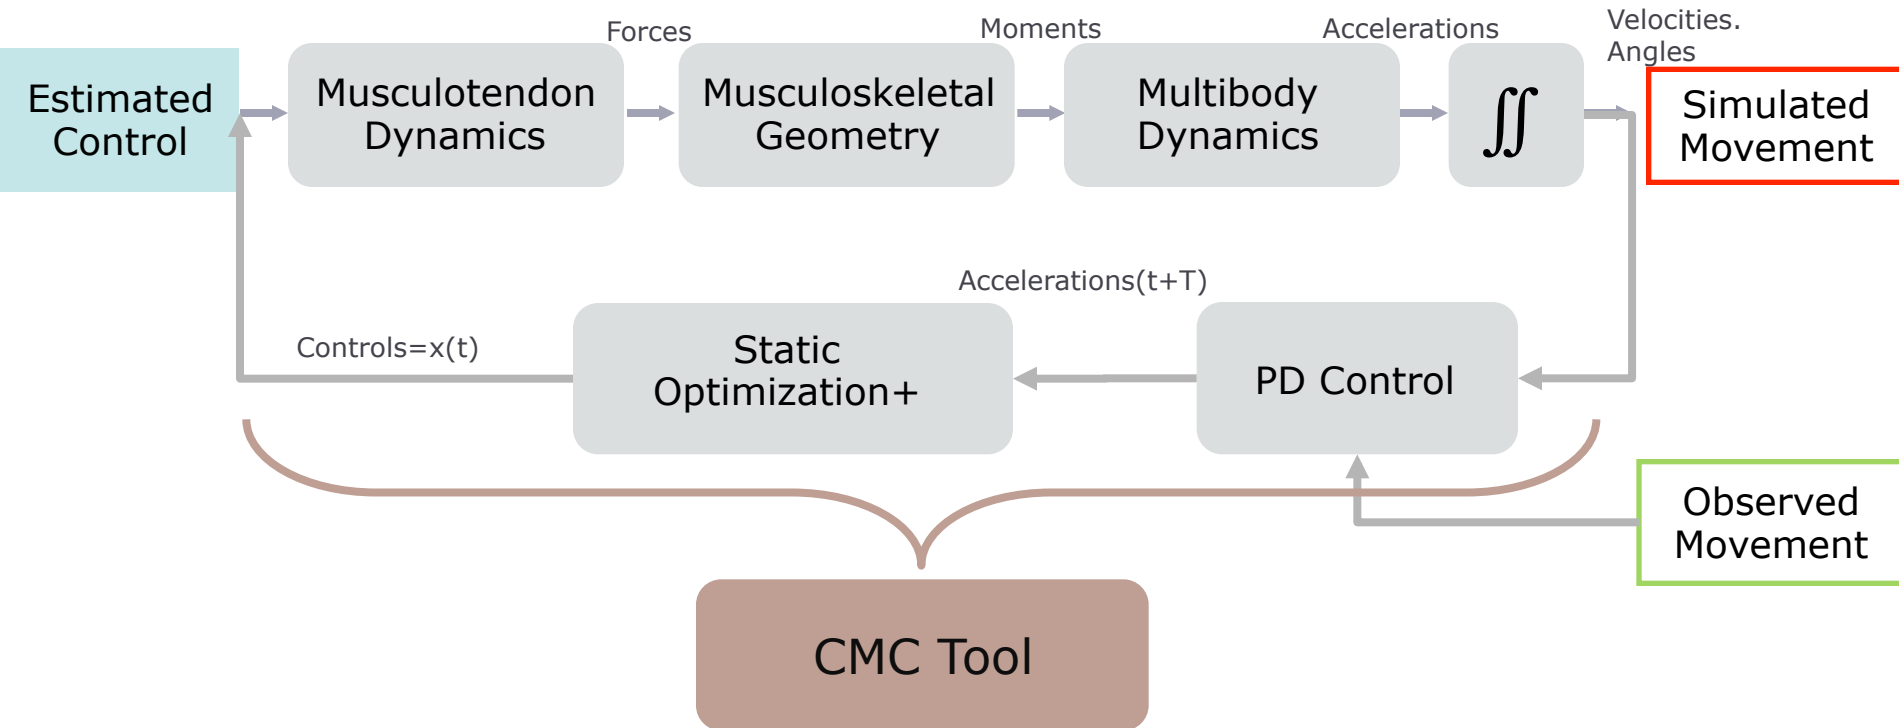 Forces
Moments
Accelerations
Velocities.
Angles
Estimated
Control
Musculotendon
Dynamics
Musculoskeletal
Geometry
Multibody
Dynamics
∬
Simulated
Movement
Accelerations(t+T)
Controls=x(t)
Static
Optimization+
PD Control
Observed
Movement
CMC Tool